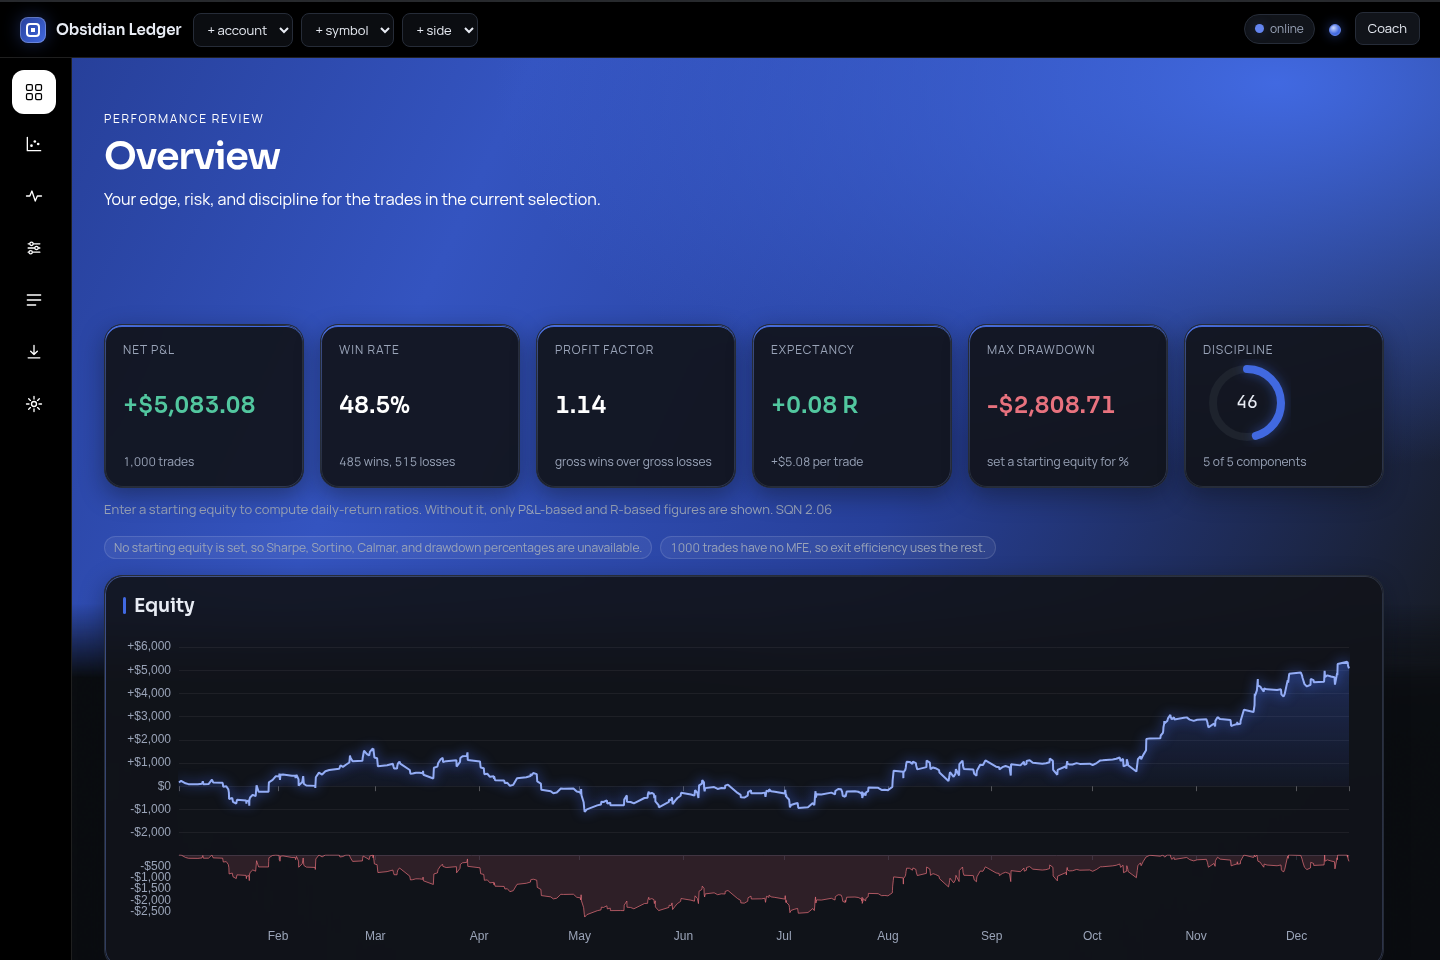 Obsidian Ledger
+ account
+ symbol
+ side
online
Coach
PERFORMANCE REVIEW
Overview
Your edge, risk, and discipline for the trades in the current selection.
NET P&L
+$5,083.08
1,000 trades
WIN RATE
48.5%
485 wins, 515 losses
PROFIT FACTOR
1.14
gross wins over gross losses
EXPECTANCY
+0.08 R
+$5.08 per trade
MAX DRAWDOWN
-$2,808.71
set a starting equity for %
DISCIPLINE
46
5 of 5 components
Enter a starting equity to compute daily-return ratios. Without it, only P&L-based and R-based figures are shown. SQN 2.06
No starting equity is set, so Sharpe, Sortino, Calmar, and drawdown percentages are unavailable.
1000 trades have no MFE, so exit efficiency uses the rest.
Equity
+$6,000
+$5,000
+$4,000
+$3,000
+$2,000
+$1,000
$0
-$1,000
-$2,000
-$500
-$1,000
-$1,500
-$2,000
-$2,500
Feb Mar Apr May Jun Jul Aug Sep Oct Nov Dec